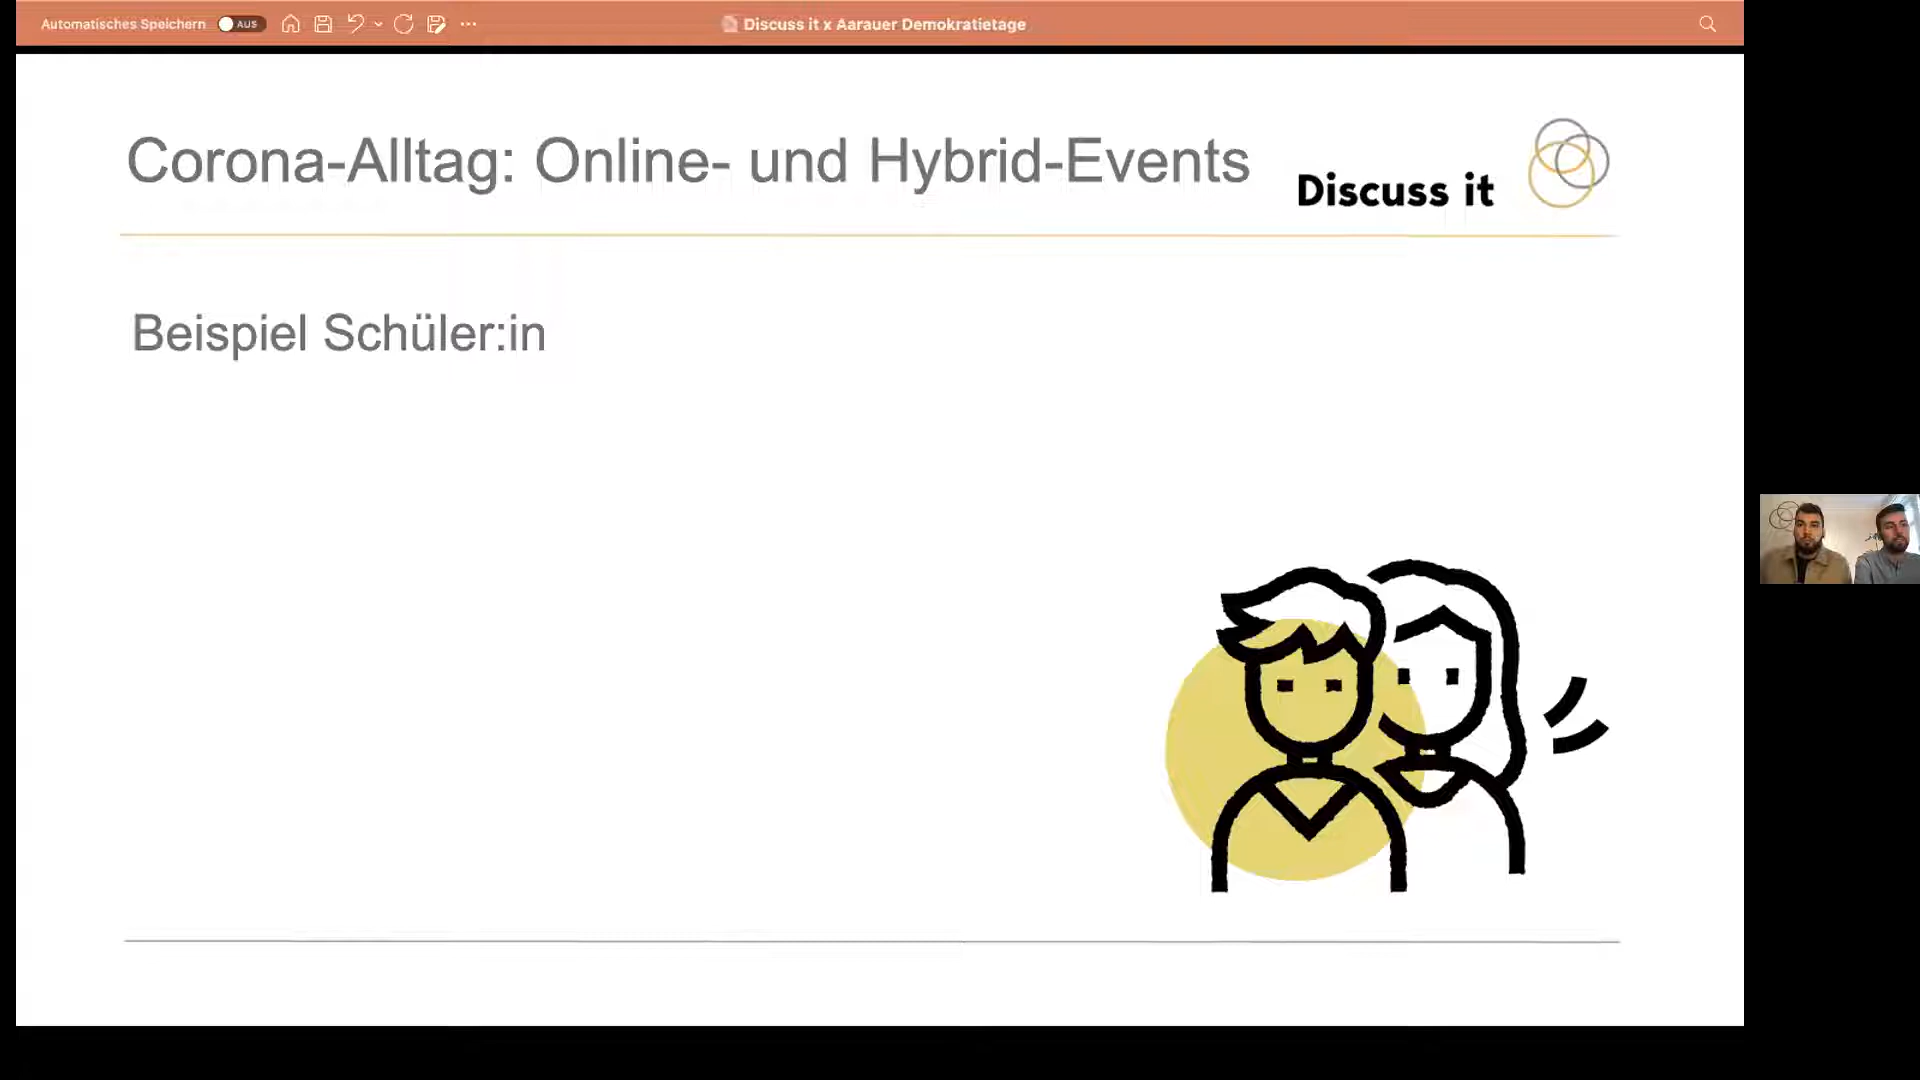 Automatisches Speichern AUS
Discuss it x Aarauer Demokratietage
Corona-Alltag: Online- und Hybrid-Events
Discuss it
Beispiel Schüler:in